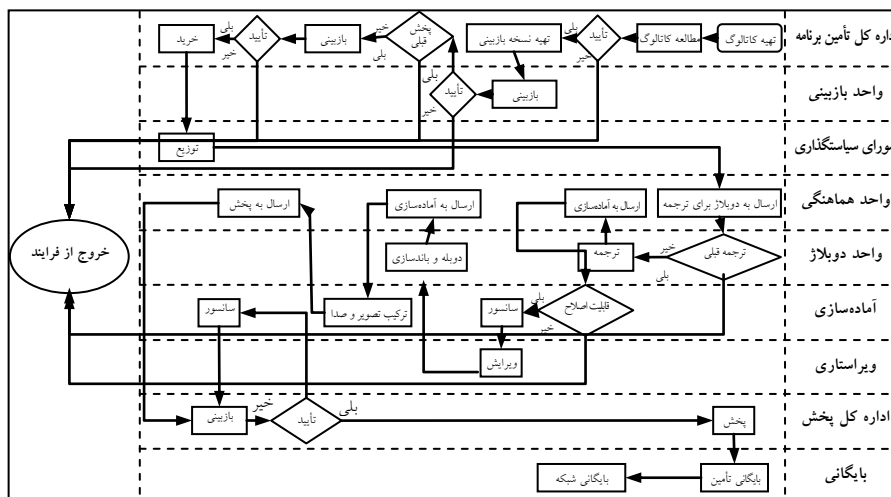 اداره کل تأمین برنامه
تهیه کاتالوگ
مطالعه کاتالوگ
تأیید
بلی
خیر
تهیه نسخه بازبینی
پخش قبلی
خیر
بلی
بازبینی
تأیید
بلی
خیر
خرید
واحد بازبینی
بازبینی
تأیید
بلی
خیر
شورای سیاستگذاری
توزیع
واحد هماهنگی
ارسال به دوبلاژ برای ترجمه
ارسال به آماده‌سازی
ارسال به آماده‌سازی
ارسال به پخش
واحد دوبلاژ
ترجمه قبلی
خیر
بلی
ترجمه
دوبله و باندسازی
خروج از فرایند
آماده‌سازی
قابلیت اصلاح
بلی
خیر
سانسور
ترکیب تصویر و صدا
سانسور
ویراستاری
ویرایش
اداره کل پخش
پخش
بلی
تأیید
خیر
بازبینی
بایگانی
بایگانی تأمین
بایگانی شبکه